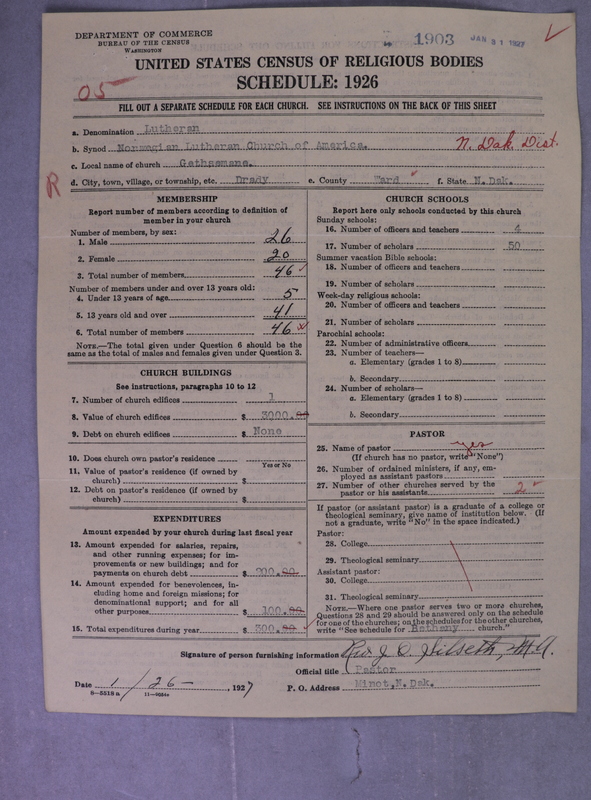 DEPARTMENT OF COMMERCE
BUREAU OF THE CENSUS
WASHINGTON
1903
JAN 31 1927
UNITED STATES CENSUS OF RELIGIOUS BODIES
SCHEDULE: 1926
05
FILL OUT A SEPARATE SCHEDULE FOR EACH CHURCH. SEE INSTRUCTIONS ON THE BACK OF THIS SHEET
a. Denomination Lutheran
b. Synod Norwegian Lutheran Church of America. N. Dak. Dist.
c. Local name of church Gethsemane.
R
d. City, town, village, or township, etc. Drady e. County Ward f. State N.Dak.
MEMBERSHIP
Report number of members according to definition of
member in your church
Number of members, by sex:
1. Male 26
2. Female 20
3. Total number of members 46
Number of members under and over 13 years old:
4. Under 13 years of age 5
5. 13 years old and over 41
6. Total number of members 46
NOTE.—The total given under Question 6 should be the
same as the total of males and females given under Question 3.
CHURCH BUILDINGS
See instructions, paragraphs 10 to 12
7. Number of church edifices 1
8. Value of church edifices $ 3000.00
9. Debt on church edifices $ None
10. Does church own pastor's residence
Yes or No
11. Value of pastor's residence (if owned by
church) $
12. Debt on pastor's residence (if owned by
church) $
EXPENDITURES
Amount expended by your church during last fiscal year
13. Amount expended for salaries, repairs,
and other running expenses; for im-
provements or new buildings; and for
payments on church debt $ 200.00
14. Amount expended for benevolences, in-
cluding home and foreign missions; for
denominational support; and for all
other purposes $ 100.00
15. Total expenditures during year $ 300.00
CHURCH SCHOOLS
Report here only schools conducted by this church
Sunday schools:
16. Number of officers and teachers 4
17. Number of scholars 50
Summer vacation Bible schools:
18. Number of officers and teachers
19. Number of scholars
Week-day religious schools:
20. Number of officers and teachers
21. Number of scholars
Parochial schools:
22. Number of administrative officers
23. Number of teachers—
a. Elementary (grades 1 to 8)
b. Secondary
24. Number of scholars—
a. Elementary (grades 1 to 8)
b. Secondary
PASTOR
25. Name of pastor yes
(If church has no pastor, write "None")
26. Number of ordained ministers, if any, em-
ployed as assistant pastors
27. Number of other churches served by the
pastor or his assistants 2
If pastor (or assistant pastor) is a graduate of a college or
theological seminary, give name of institution below. (If
not a graduate, write "No" in the space indicated.)
Pastor:
28. College
29. Theological seminary
Assistant pastor:
30. College
31. Theological seminary
NOTE.—Where one pastor serves two or more churches,
Questions 28 and 29 should be answered only on the schedule
for one of the churches; on the schedules for the other churches,
write "See schedule for Bethany church."
Signature of person furnishing information Rev. J. O. Hilseth, M.A.
Official title Pastor
Date 1/26-, 1927 P. O. Address Minot, N.Dak.